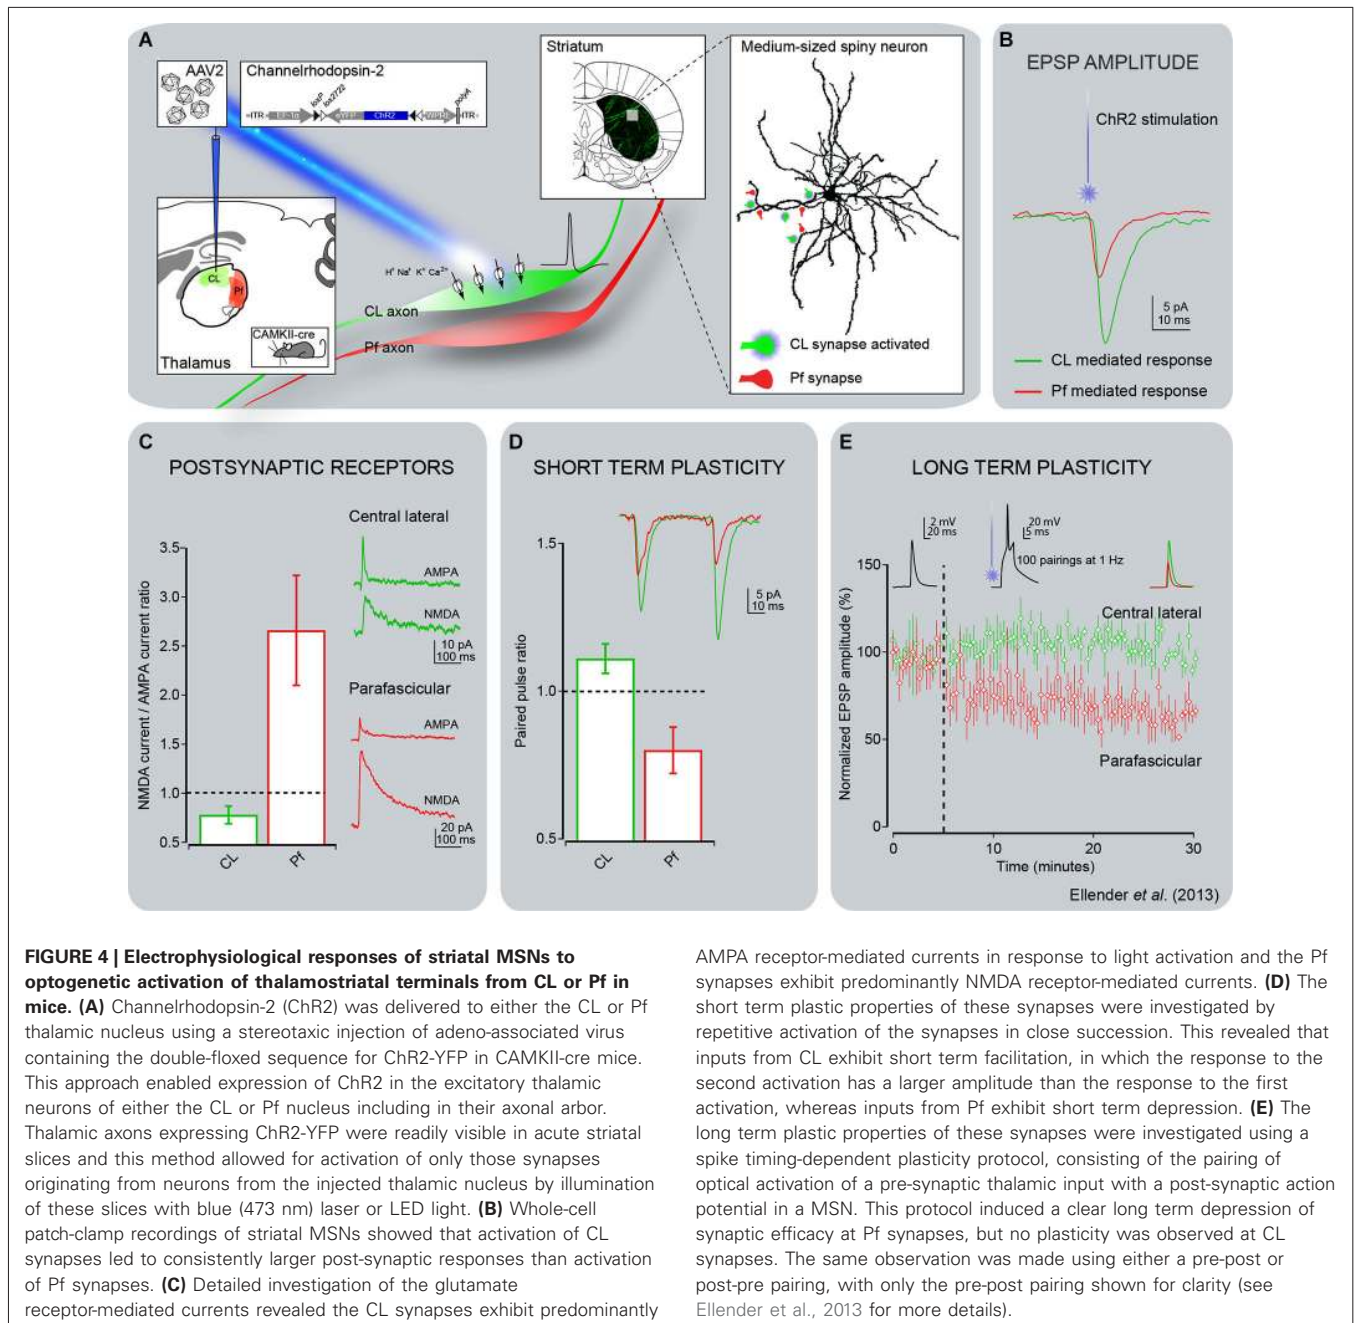 A
AAV2
Channelrhodopsin-2
loxP
lox2722
polyA
ITR
EF-1α
eYFP
ChR2
WPRE
ITR
Striatum
Medium-sized spiny neuron
CL
Pf
CAMKII-cre
Thalamus
H⁺ Na⁺ K⁺ Ca²⁺
CL axon
Pf axon
CL synapse activated
Pf synapse
B
EPSP AMPLITUDE
ChR2 stimulation
5 pA
10 ms
CL mediated response
Pf mediated response
C
POSTSYNAPTIC RECEPTORS
NMDA current / AMPA current ratio
3.5
3.0
2.5
2.0
1.5
1.0
0.5
CL
Pf
Central lateral
AMPA
NMDA
10 pA
100 ms
Parafascicular
AMPA
NMDA
20 pA
100 ms
D
SHORT TERM PLASTICITY
Paired pulse ratio
1.5
1.0
0.5
CL
Pf
5 pA
10 ms
E
LONG TERM PLASTICITY
2 mV
20 ms
20 mV
5 ms
100 pairings at 1 Hz
Normalized EPSP amplitude (%)
150
100
50
0
Central lateral
Parafascicular
0
10
20
30
Time (minutes)
Ellender et al. (2013)
FIGURE 4 | Electrophysiological responses of striatal MSNs to
optogenetic activation of thalamostriatal terminals from CL or Pf in
mice. (A) Channelrhodopsin-2 (ChR2) was delivered to either the CL or Pf
thalamic nucleus using a stereotaxic injection of adeno-associated virus
containing the double-floxed sequence for ChR2-YFP in CAMKII-cre mice.
This approach enabled expression of ChR2 in the excitatory thalamic
neurons of either the CL or Pf nucleus including in their axonal arbor.
Thalamic axons expressing ChR2-YFP were readily visible in acute striatal
slices and this method allowed for activation of only those synapses
originating from neurons from the injected thalamic nucleus by illumination
of these slices with blue (473 nm) laser or LED light. (B) Whole-cell
patch-clamp recordings of striatal MSNs showed that activation of CL
synapses led to consistently larger post-synaptic responses than activation
of Pf synapses. (C) Detailed investigation of the glutamate
receptor-mediated currents revealed the CL synapses exhibit predominantly
AMPA receptor-mediated currents in response to light activation and the Pf
synapses exhibit predominantly NMDA receptor-mediated currents. (D) The
short term plastic properties of these synapses were investigated by
repetitive activation of the synapses in close succession. This revealed that
inputs from CL exhibit short term facilitation, in which the response to the
second activation has a larger amplitude than the response to the first
activation, whereas inputs from Pf exhibit short term depression. (E) The
long term plastic properties of these synapses were investigated using a
spike timing-dependent plasticity protocol, consisting of the pairing of
optical activation of a pre-synaptic thalamic input with a post-synaptic action
potential in a MSN. This protocol induced a clear long term depression of
synaptic efficacy at Pf synapses, but no plasticity was observed at CL
synapses. The same observation was made using either a pre-post or
post-pre pairing, with only the pre-post pairing shown for clarity (see
Ellender et al., 2013 for more details).